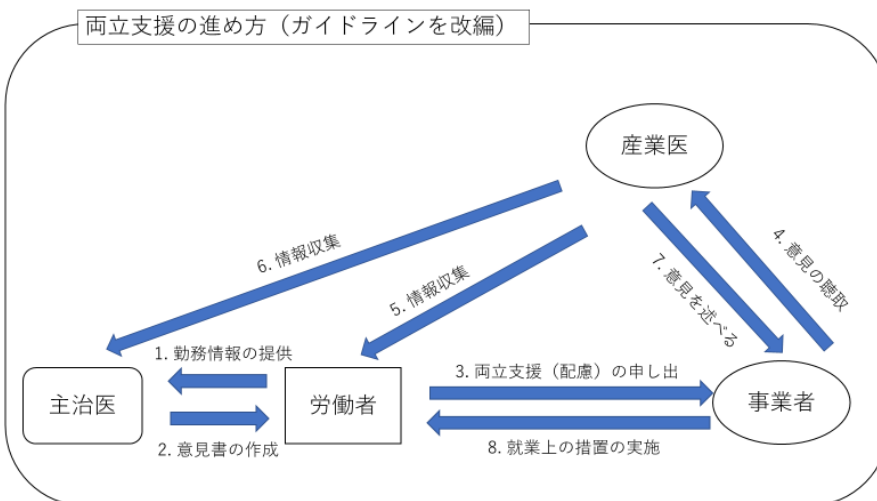 両立支援の進め方（ガイドラインを改編）
産業医
6. 情報収集
5. 情報収集
4. 意見の聴取
7. 意見を述べる
1. 勤務情報の提供
3. 両立支援（配慮）の申し出
主治医
労働者
事業者
2. 意見書の作成
8. 就業上の措置の実施